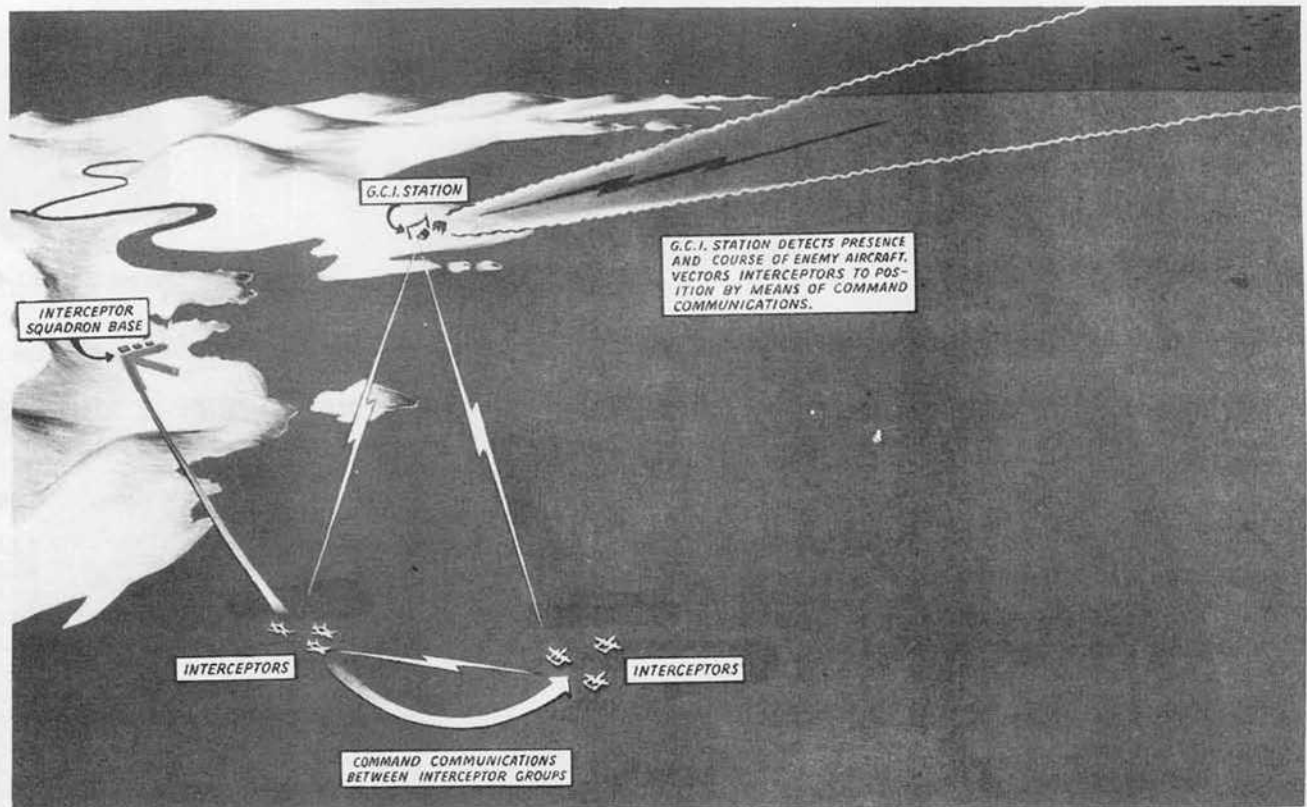 G.C.I. STATION
G.C.I. STATION DETECTS PRESENCE
AND COURSE OF ENEMY AIRCRAFT.
VECTORS INTERCEPTORS TO POS-
ITION BY MEANS OF COMMAND
COMMUNICATIONS.
INTERCEPTOR
SQUADRON BASE
INTERCEPTORS
INTERCEPTORS
COMMAND COMMUNICATIONS
BETWEEN INTERCEPTOR GROUPS